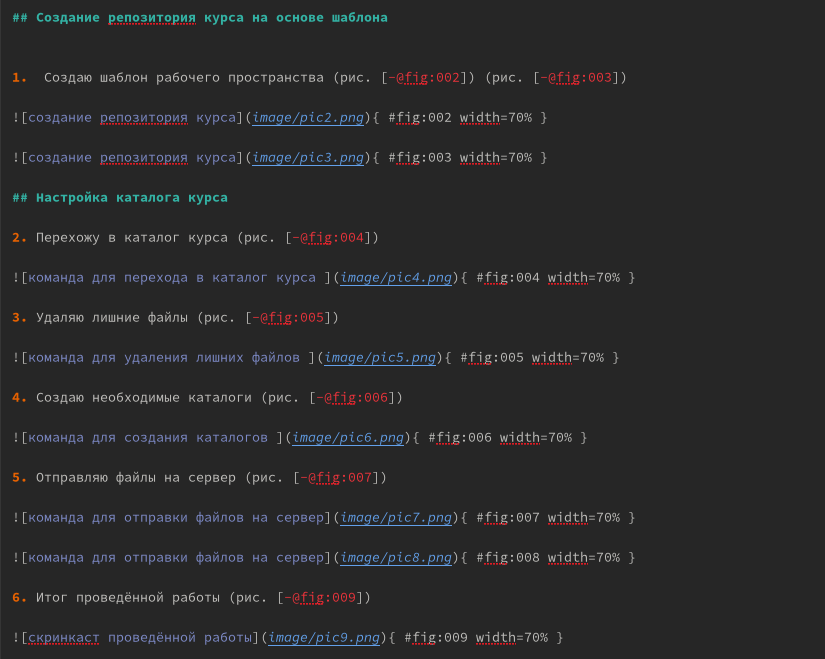 ## Создание репозитория курса на основе шаблона
1.  Создаю шаблон рабочего пространства (рис. [-@fig:002]) (рис. [-@fig:003])
![создание репозитория курса](image/pic2.png){ #fig:002 width=70% }
![создание репозитория курса](image/pic3.png){ #fig:003 width=70% }
## Настройка каталога курса
2. Перехожу в каталог курса (рис. [-@fig:004])
![команда для перехода в каталог курса ](image/pic4.png){ #fig:004 width=70% }
3. Удаляю лишние файлы (рис. [-@fig:005])
![команда для удаления лишних файлов ](image/pic5.png){ #fig:005 width=70% }
4. Создаю необходимые каталоги (рис. [-@fig:006])
![команда для создания каталогов ](image/pic6.png){ #fig:006 width=70% }
5. Отправляю файлы на сервер (рис. [-@fig:007])
![команда для отправки файлов на сервер](image/pic7.png){ #fig:007 width=70% }
![команда для отправки файлов на сервер](image/pic8.png){ #fig:008 width=70% }
6. Итог проведённой работы (рис. [-@fig:009])
![скринкаст проведённой работы](image/pic9.png){ #fig:009 width=70% }